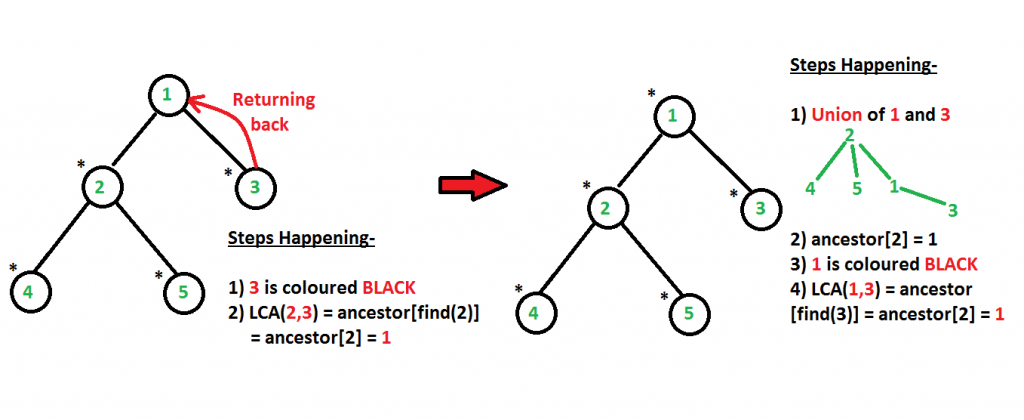 1
Returning
back
*
2
*
3
*
4
*
5
Steps Happening-
1) 3 is coloured BLACK
2) LCA(2,3) = ancestor[find(2)]
= ancestor[2] = 1
*
1
*
2
*
3
*
4
*
5
Steps Happening-
1) Union of 1 and 3
2
4 5 1
3
2) ancestor[2] = 1
3) 1 is coloured BLACK
4) LCA(1,3) = ancestor
[find(3)] = ancestor[2] = 1